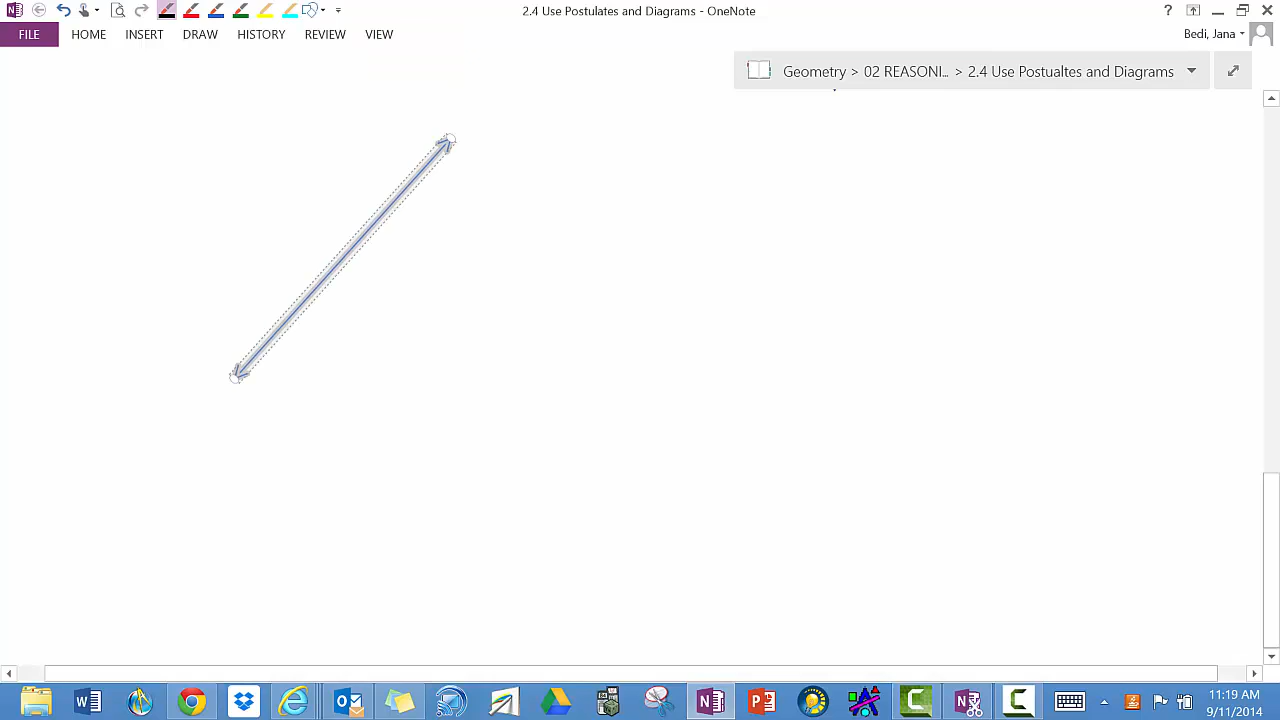 2.4 Use Postulates and Diagrams - OneNote
FILE HOME INSERT DRAW HISTORY REVIEW VIEW
Bedi, Jana
Geometry > 02 REASONI... > 2.4 Use Postualtes and Diagrams
11:19 AM
9/11/2014